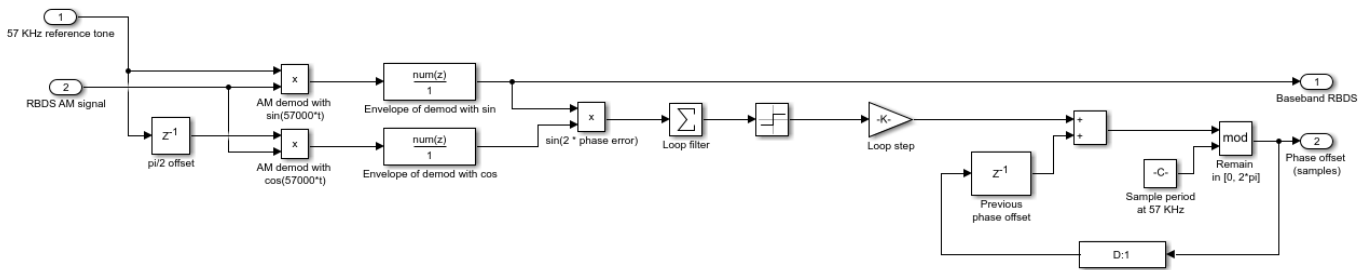 1
57 KHz reference tone
2
RBDS AM signal
z-1
pi/2 offset
x
AM demod with
sin(57000*t)
x
AM demod with
cos(57000*t)
num(z)
1
Envelope of demod with sin
num(z)
1
Envelope of demod with cos
x
sin(2 * phase error)
∑
Loop filter
-K-
Loop step
+
+
z-1
Previous
phase offset
-C-
Sample period
at 57 KHz
mod
Remain
in [0, 2*pi]
1
Baseband RBDS
2
Phase offset
(samples)
D:1